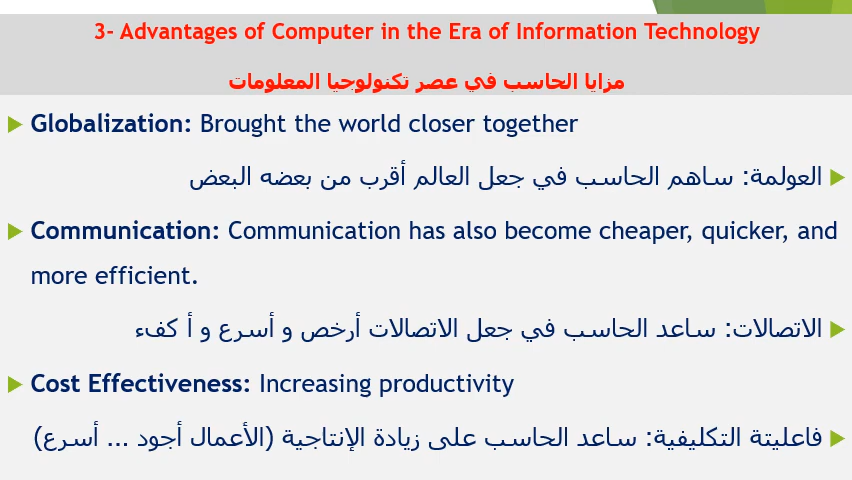 3- Advantages of Computer in the Era of Information Technology
مزايا الحاسب في عصر تكنولوجيا المعلومات
Globalization: Brought the world closer together
العولمة: ساهم الحاسب في جعل العالم أقرب من بعضه البعض
Communication: Communication has also become cheaper, quicker, and
more efficient.
الاتصالات: ساعد الحاسب في جعل الاتصالات أرخص و أسرع و أ كفء
Cost Effectiveness: Increasing productivity
فاعليتة التكليفية: ساعد الحاسب على زيادة الإنتاجية (الأعمال أجود ... أسرع)